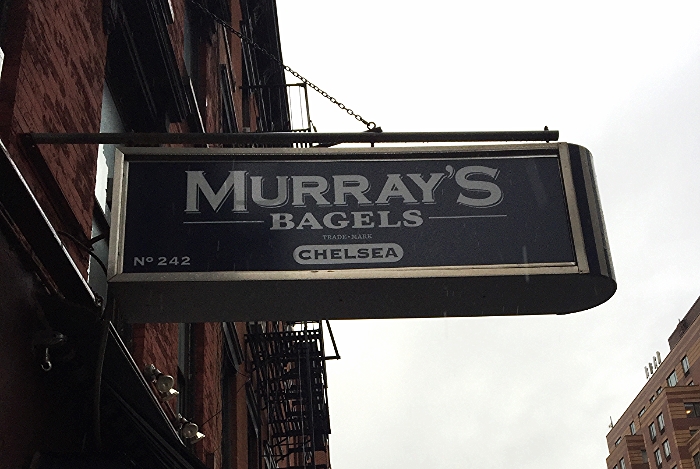 MURRAY'S
BAGELS
TRADE-MARK
CHELSEA
Nº 242